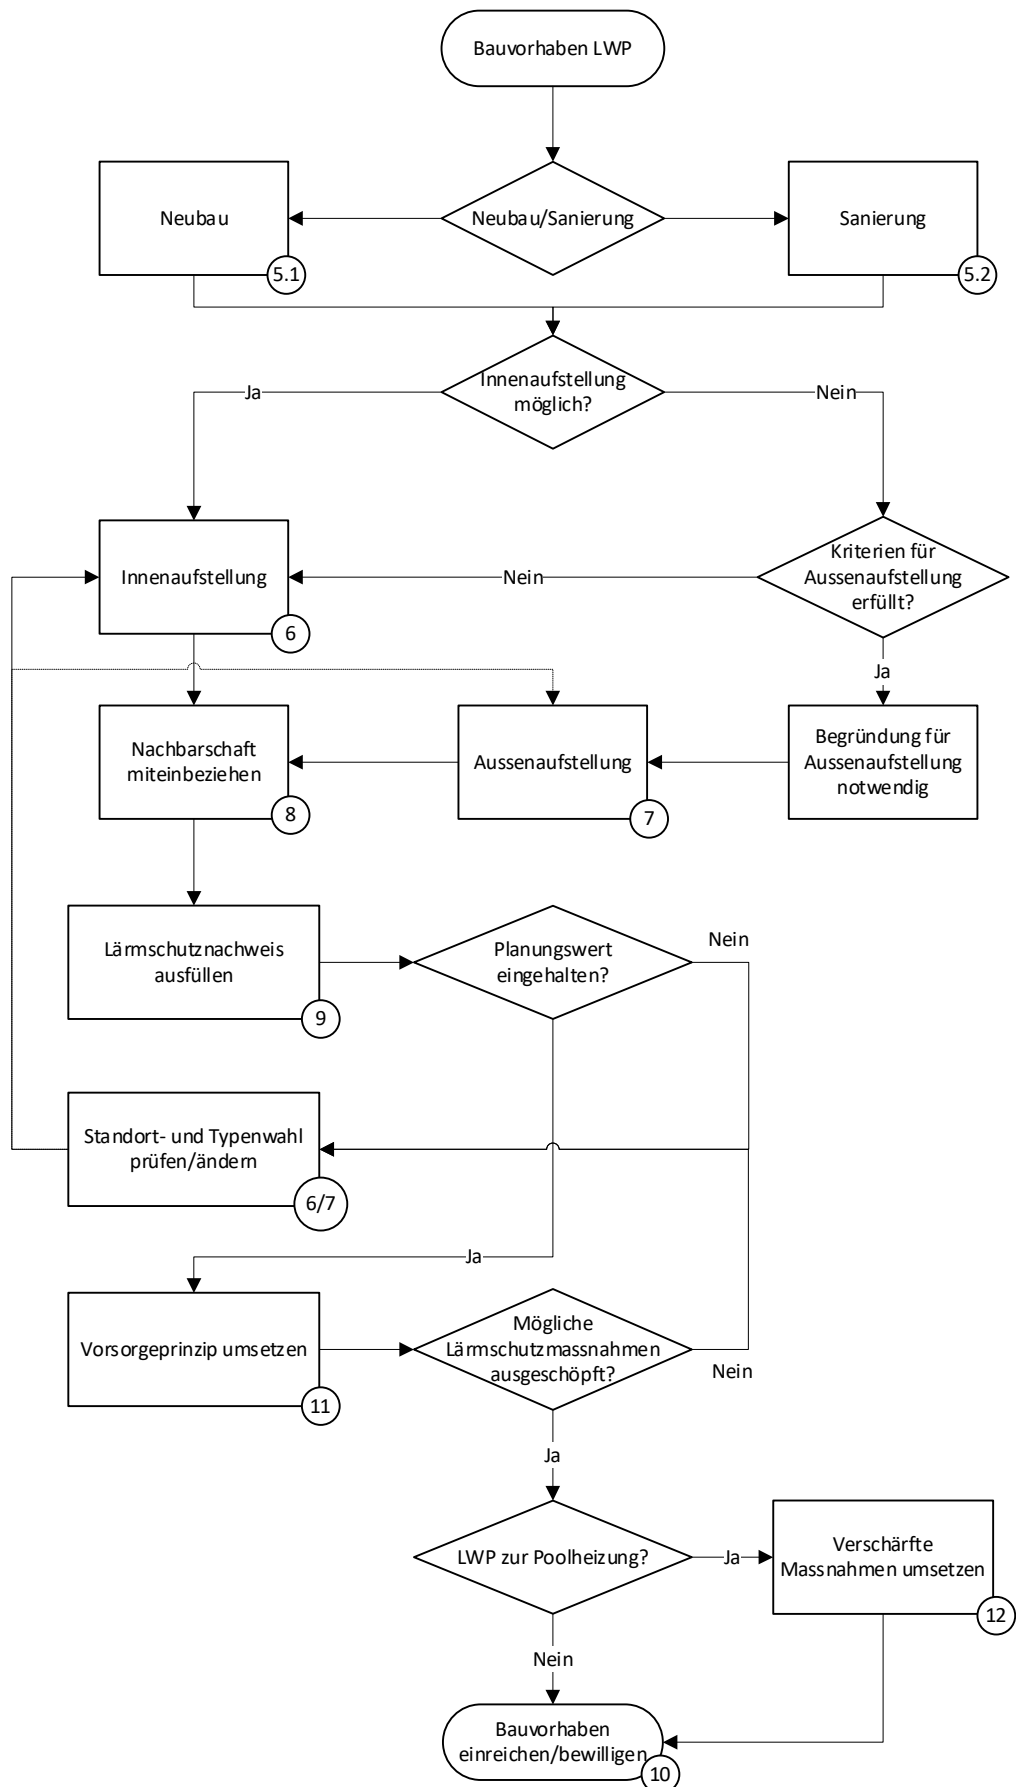 Bauvorhaben LWP
Neubau
Neubau/Sanierung
Sanierung
5.1
5.2
Innenaufstellung
möglich?
Ja
Nein
Innenaufstellung
6
Nein
Kriterien für
Aussenaufstellung
erfüllt?
Ja
Nachbarschaft
miteinbeziehen
8
Aussenaufstellung
7
Begründung für
Aussenaufstellung
notwendig
Lärmschutznachweis
ausfüllen
9
Planungswert
eingehalten?
Nein
Standort- und Typenwahl
prüfen/ändern
6/7
Ja
Vorsorgeprinzip umsetzen
11
Mögliche
Lärmschutzmassnahmen
ausgeschöpft?
Nein
Ja
LWP zur Poolheizung?
Ja
Verschärfte
Massnahmen umsetzen
12
Nein
Bauvorhaben
einreichen/bewilligen
10